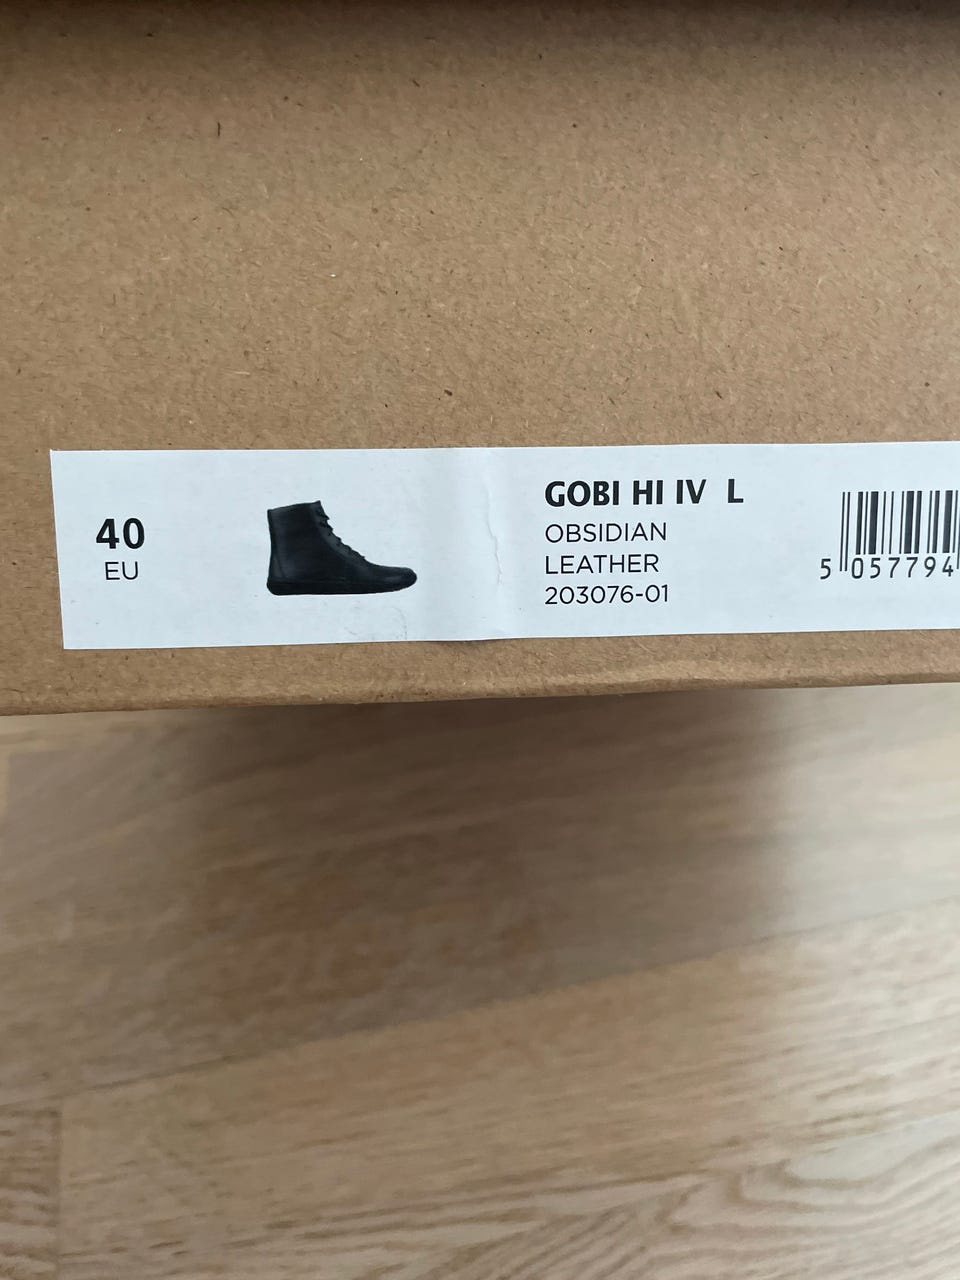 40
EU
GOBI HI IV L
OBSIDIAN
LEATHER
203076-01
5 057794